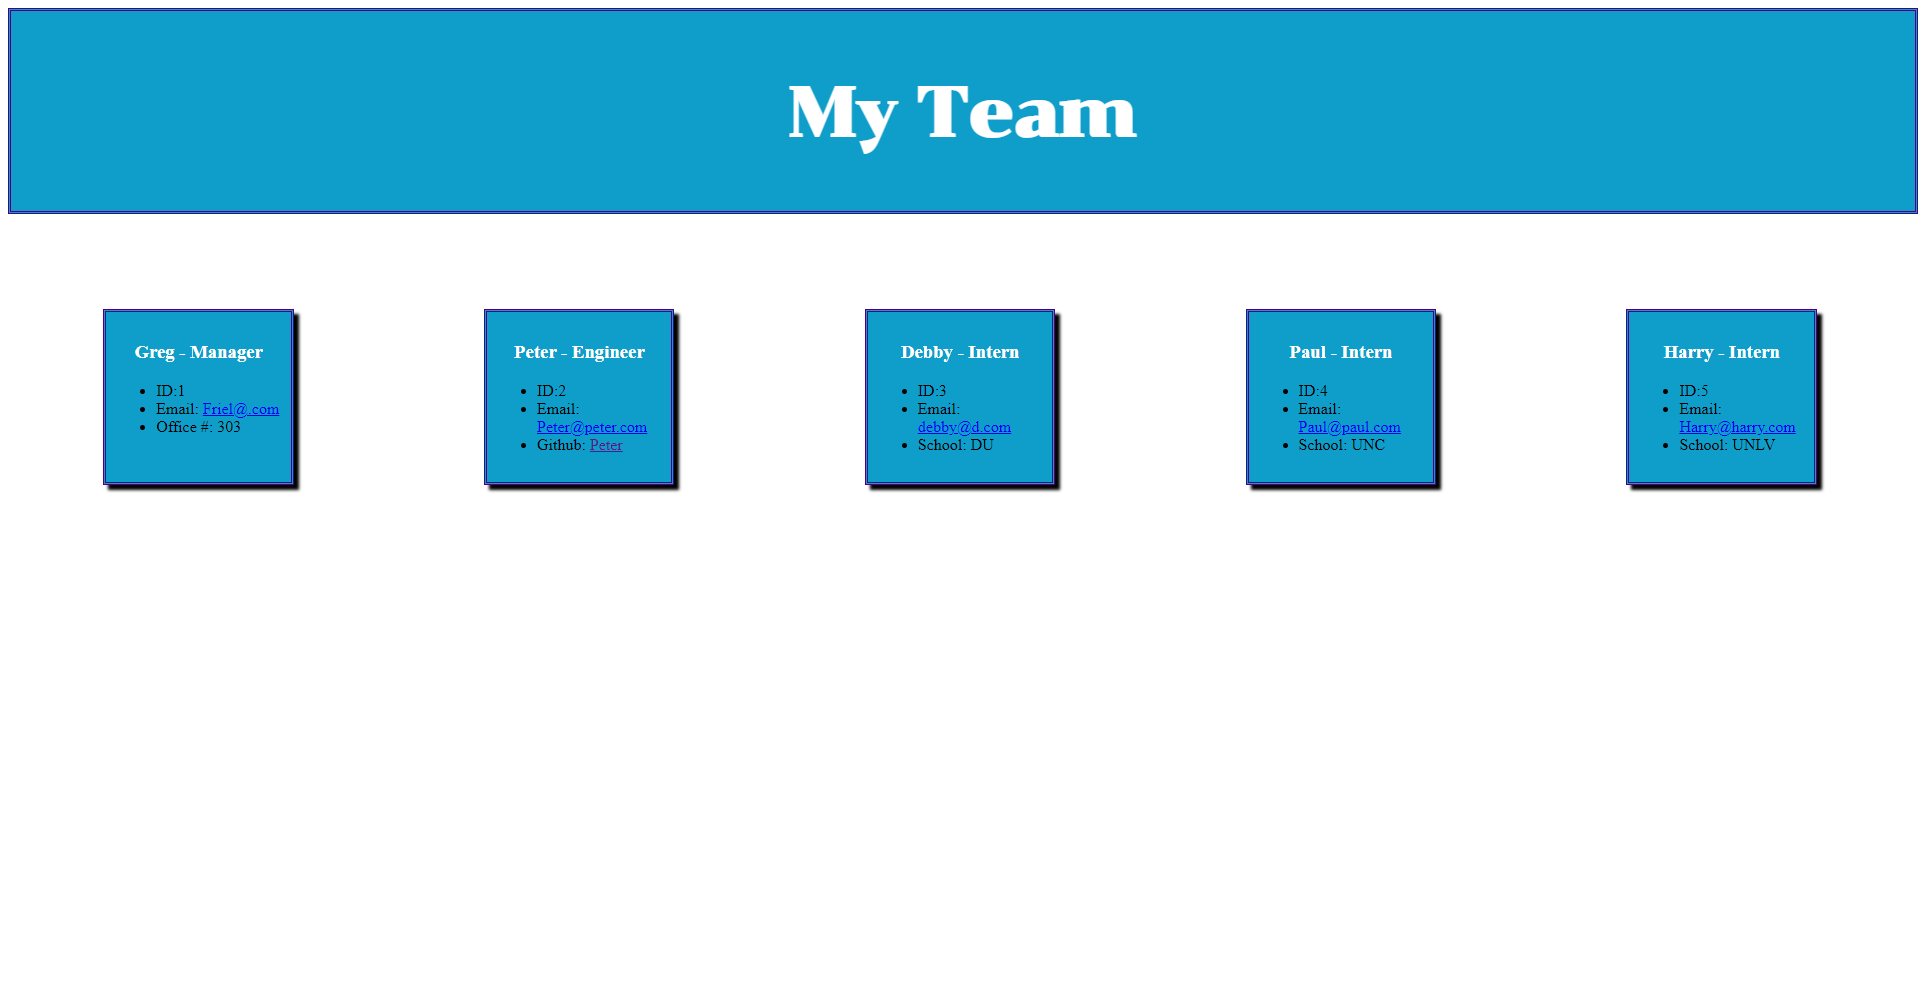 My Team
Greg - Manager
ID:1
Email: Friel@.com
Office #: 303
Peter - Engineer
ID:2
Email:
Peter@peter.com
Github: Peter
Debby - Intern
ID:3
Email:
debby@d.com
School: DU
Paul - Intern
ID:4
Email:
Paul@paul.com
School: UNC
Harry - Intern
ID:5
Email:
Harry@harry.com
School: UNLV